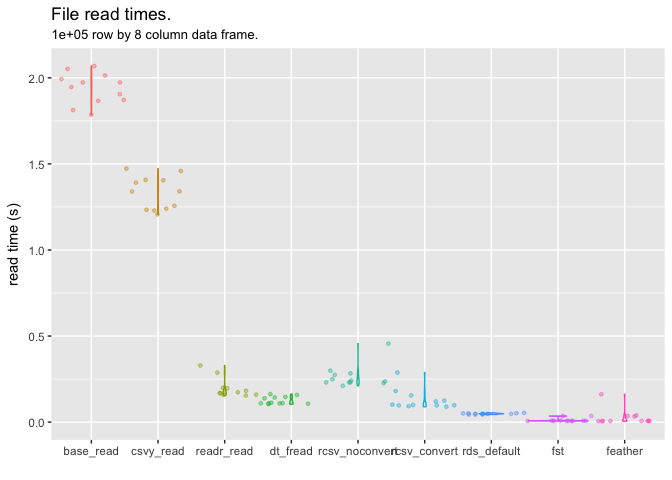 File read times.
1e+05 row by 8 column data frame.
read time (s)
2.0
1.5
1.0
0.5
0.0
base_read csvy_read readr_read dt_fread rcsv_noconvert rcsv_convert rds_default fst feather